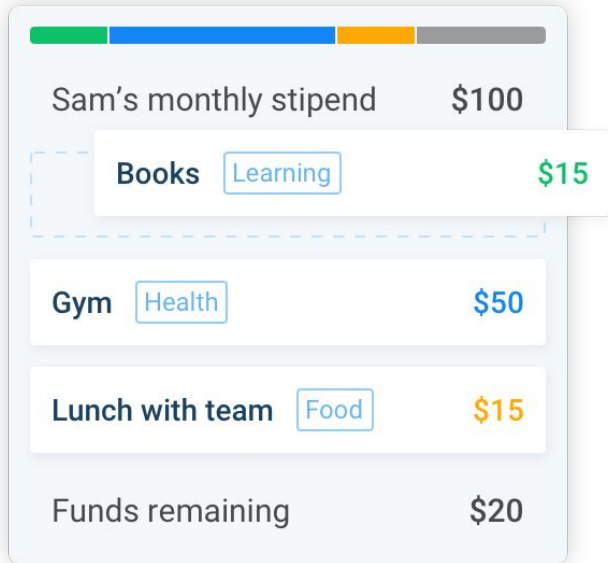 Sam's monthly stipend $100
Books Learning $15
Gym Health $50
Lunch with team Food $15
Funds remaining $20